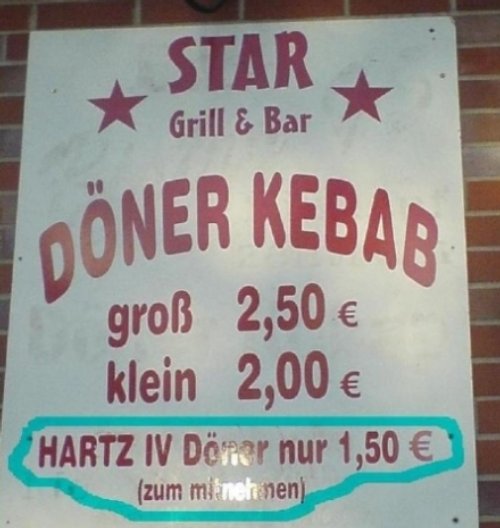 STAR
Grill & Bar
DÖNER KEBAB
groß 2,50 €
klein 2,00 €
HARTZ IV Döner nur 1,50 €
(zum mitnehmen)